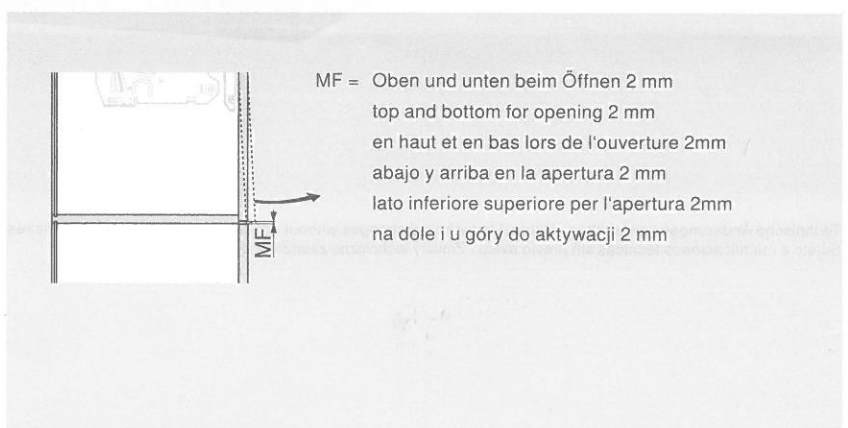 MF = Oben und unten beim Öffnen 2 mm
top and bottom for opening 2 mm
en haut et en bas lors de l'ouverture 2mm
abajo y arriba en la apertura 2 mm
lato inferiore superiore per l'apertura 2mm
na dole i u góry do aktywacji 2 mm
MF